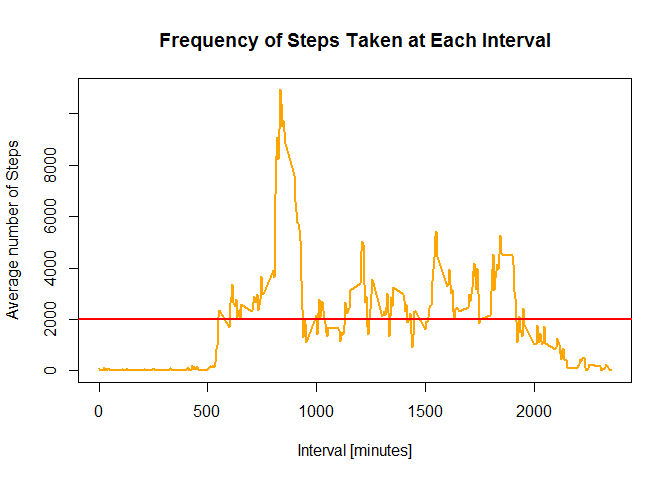 Frequency of Steps Taken at Each Interval
Average number of Steps
8000
6000
4000
2000
0
0 500 1000 1500 2000
Interval [minutes]